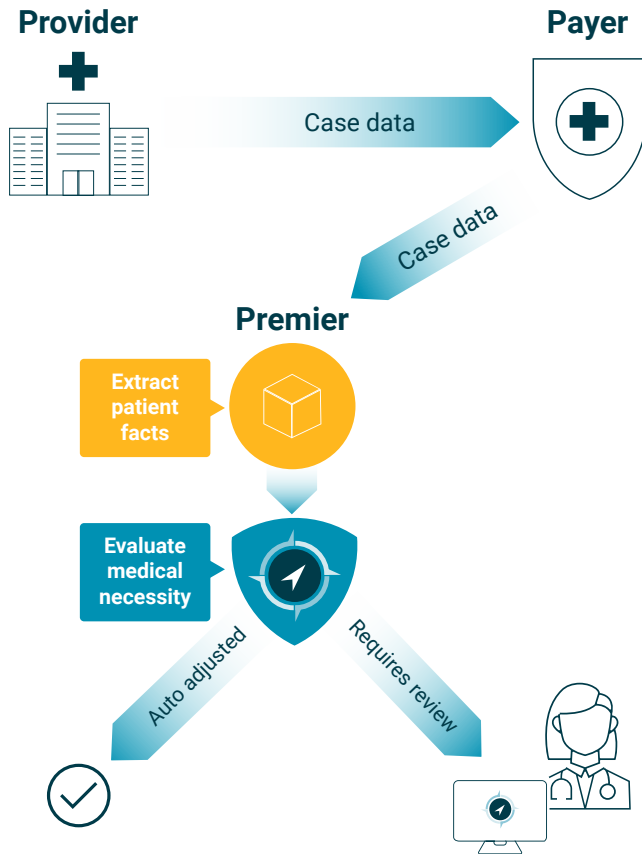 Provider
Payer
Case data
Case data
Premier
Extract
patient
facts
Evaluate
medical
necessity
Auto adjusted
Requires review